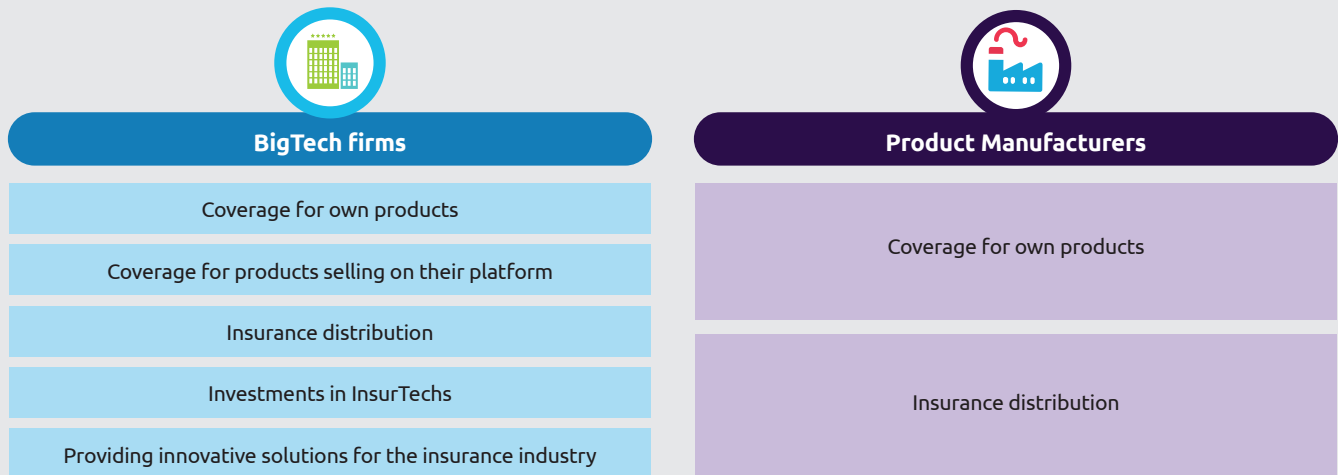 BigTech firms
Coverage for own products
Coverage for products selling on their platform
Insurance distribution
Investments in InsurTechs
Providing innovative solutions for the insurance industry
Product Manufacturers
Coverage for own products
Insurance distribution